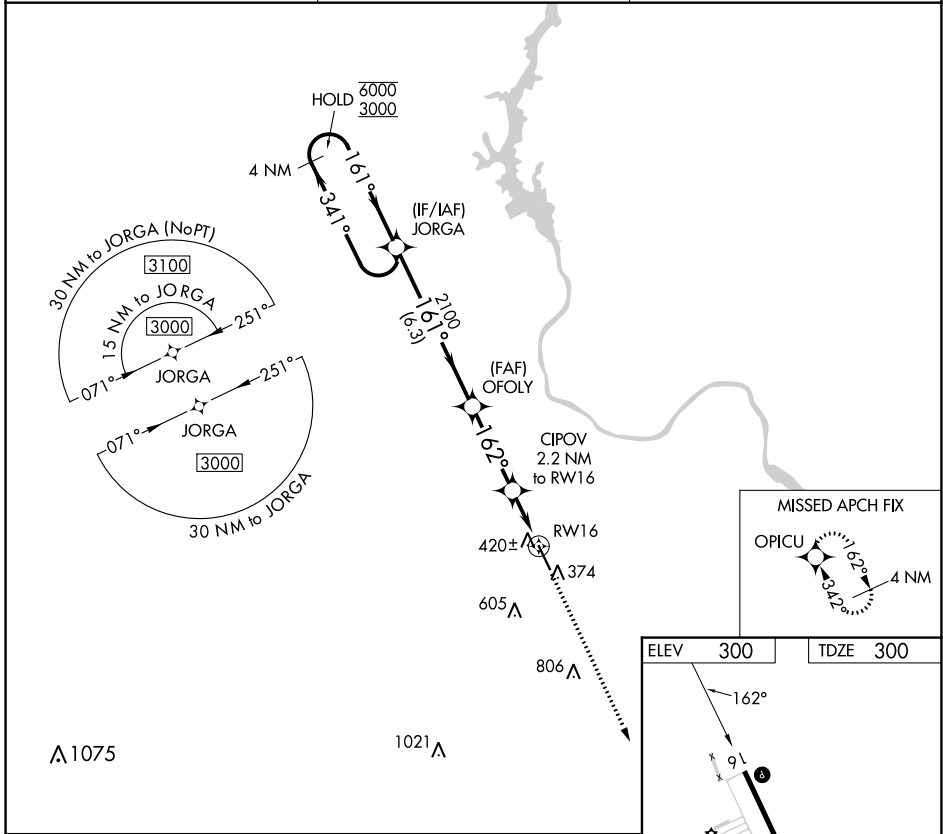 HOLD 6000
3000
4 NM
161°
341°
(IF/IAF)
JORGA
30 NM to JORGA (NoPT)
3100
15 NM to JORGA
3000
251°
071°
JORGA
2100
161°
(6.3)
(FAF)
OFOLY
251°
071°
JORGA
3000
30 NM to JORGA
162°
CIPOV
2.2 NM
to RW16
RW16
420±
374
605
806
1021
1075
MISSED APCH FIX
OPICU
162°
342°
4 NM
ELEV 300
TDZE 300
162°
x
x
16
P